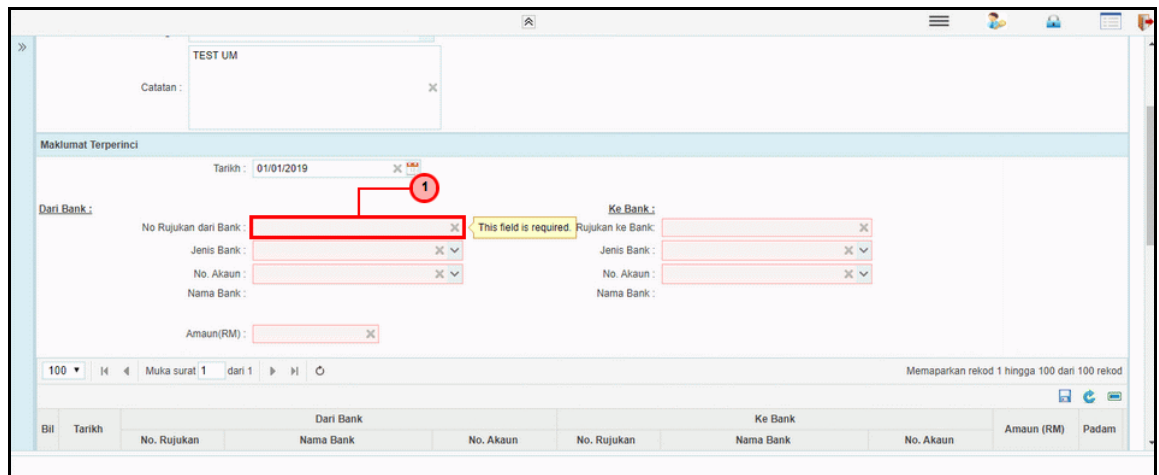 TEST UM
Catatan :
Maklumat Terperinci
Tarikh : 01/01/2019
1
Dari Bank : Ke Bank :
No Rujukan dari Bank : This field is required. Rujukan ke Bank:
Jenis Bank : Jenis Bank :
No. Akaun : No. Akaun :
Nama Bank : Nama Bank :
Amaun(RM) :
100 Muka surat 1 dari 1 Memaparkan rekod 1 hingga 100 dari 100 rekod
Bil Tarikh Dari Bank Ke Bank Amaun (RM) Padam
No. Rujukan Nama Bank No. Akaun No. Rujukan Nama Bank No. Akaun